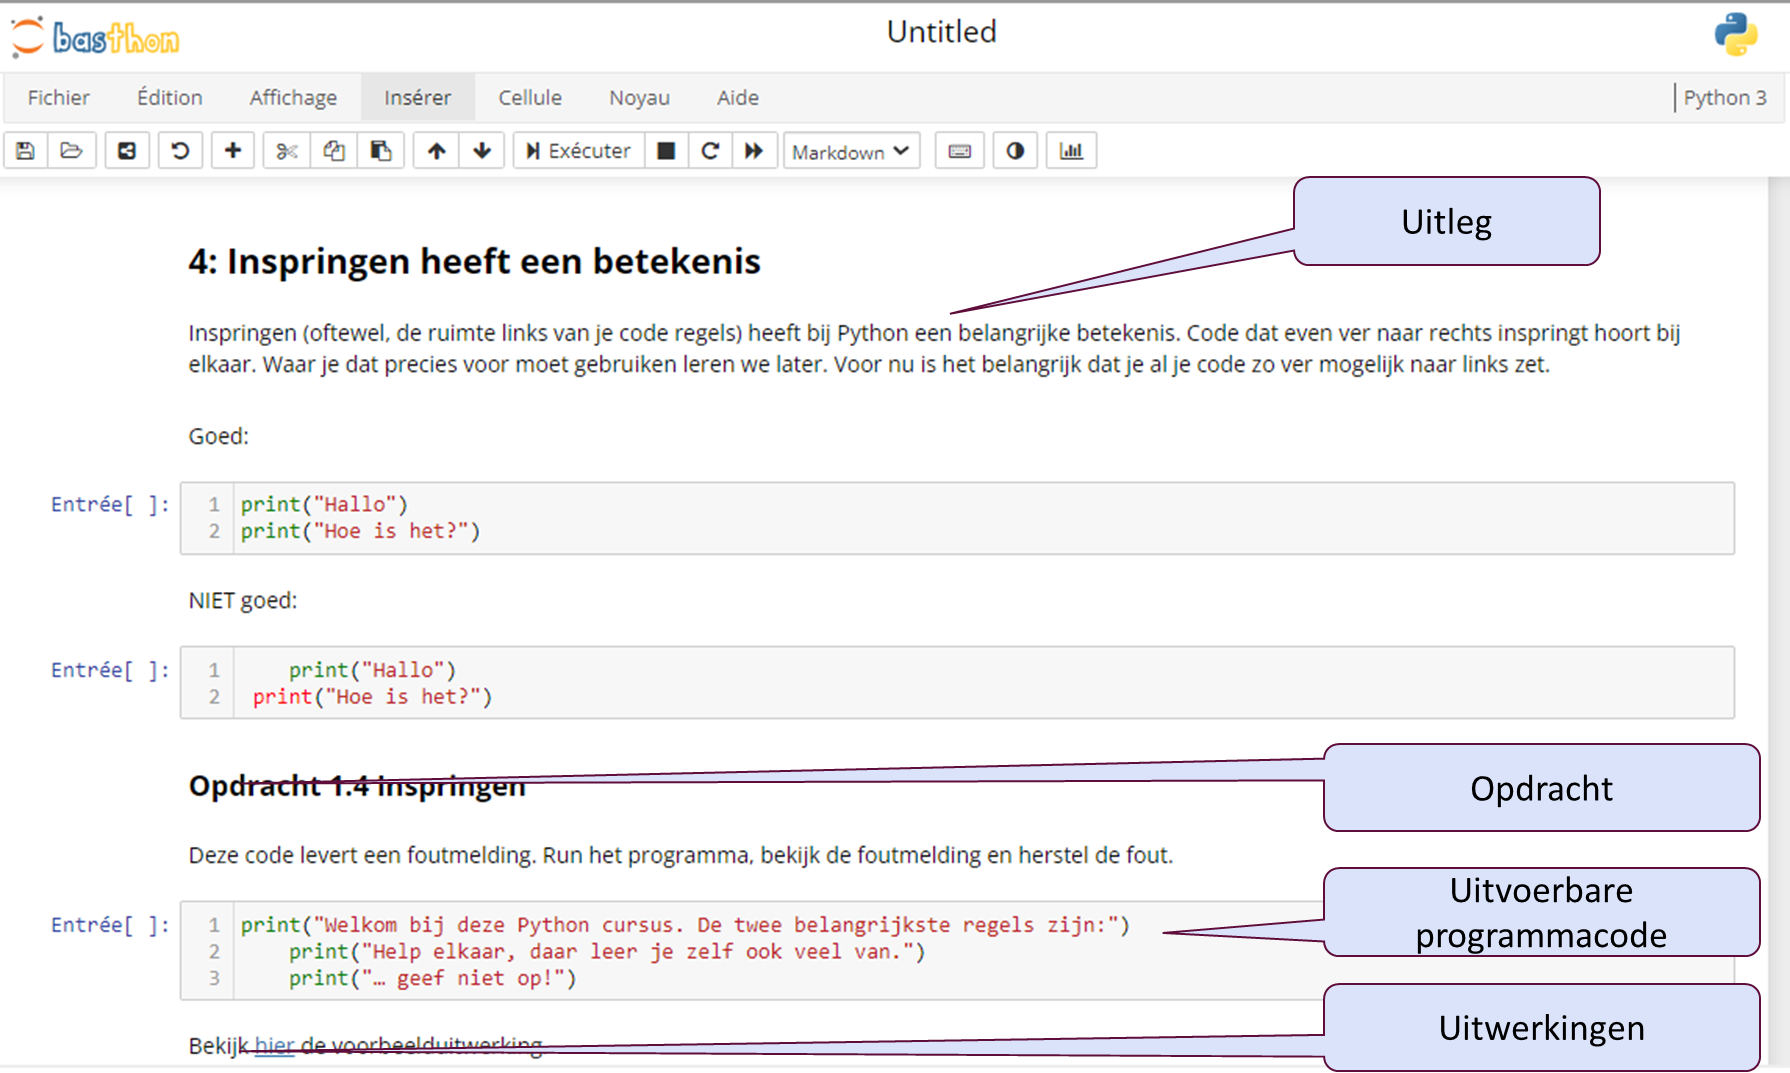 basthon
Untitled
Fichier Édition Affichage Insérer Cellule Noyau Aide Python 3
Exécuter Markdown
Uitleg
4: Inspringen heeft een betekenis
Inspringen (oftewel, de ruimte links van je code regels) heeft bij Python een belangrijke betekenis. Code dat even ver naar rechts inspringt hoort bij
elkaar. Waar je dat precies voor moet gebruiken leren we later. Voor nu is het belangrijk dat je al je code zo ver mogelijk naar links zet.
Goed:
Entrée[ ]:
1 print("Hallo")
2 print("Hoe is het?")
NIET goed:
Entrée[ ]:
1     print("Hallo")
2  print("Hoe is het?")
Opdracht 1.4 Inspringen
Opdracht
Deze code levert een foutmelding. Run het programma, bekijk de foutmelding en herstel de fout.
Entrée[ ]:
1 print("Welkom bij deze Python cursus. De twee belangrijkste regels zijn:")
2     print("Help elkaar, daar leer je zelf ook veel van.")
3     print("… geef niet op!")
Uitvoerbare
programmacode
Bekijk hier de voorbeelduitwerking
Uitwerkingen